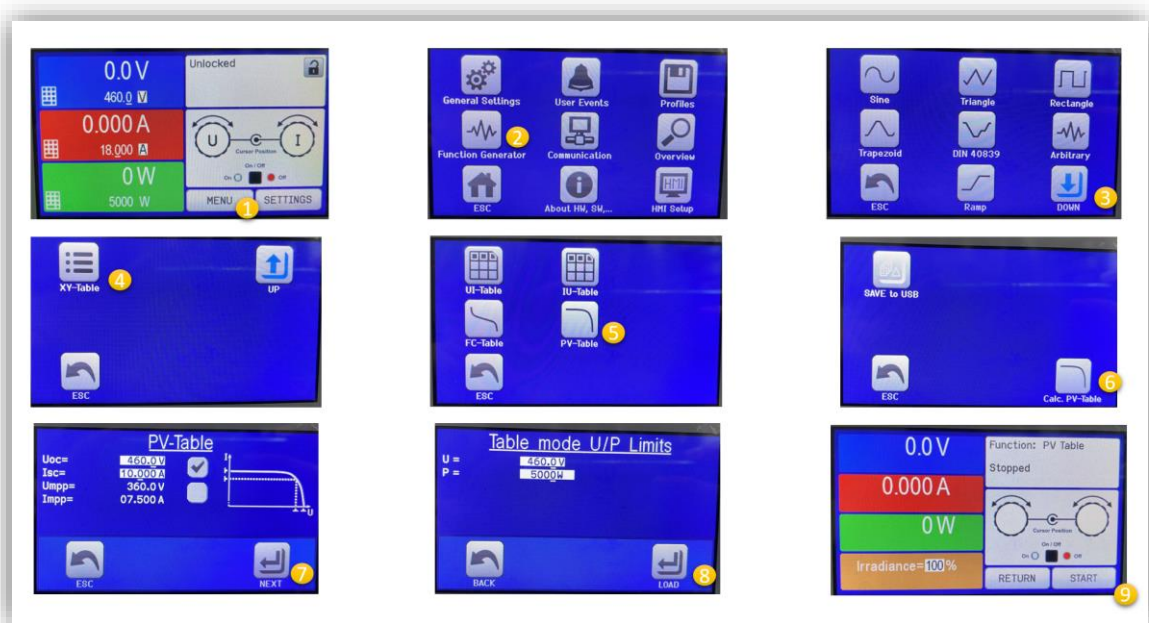 0.0 V
460.0 V
0.000 A
18.000 A
0 W
5000 W
Unlocked
U
I
Cursor Position
On / Off
On
Off
MENU
SETTINGS
1
General Settings
User Events
Profiles
Function Generator
2
Communication
Overview
ESC
About HW, SW,...
HMI Setup
HMI
Sine
Triangle
Rectangle
Trapezoid
DIN 40839
Arbitrary
ESC
Ramp
DOWN
3
XY-Table
4
UP
ESC
UI-Table
IU-Table
FC-Table
PV-Table
5
ESC
SAVE to USB
ESC
Calc. PV-Table
6
PV-Table
Uoc= 460.0V
Isc= 10.000A
Umpp= 360.0V
Impp= 07.500A
I
U
ESC
NEXT
7
Table mode U/P Limits
U = 460.0V
P = 5000W
BACK
LOAD
8
0.0 V
0.000 A
0 W
Irradiance=100%
Function: PV Table
Stopped
Cursor Position
On / Off
On
Off
RETURN
START
9